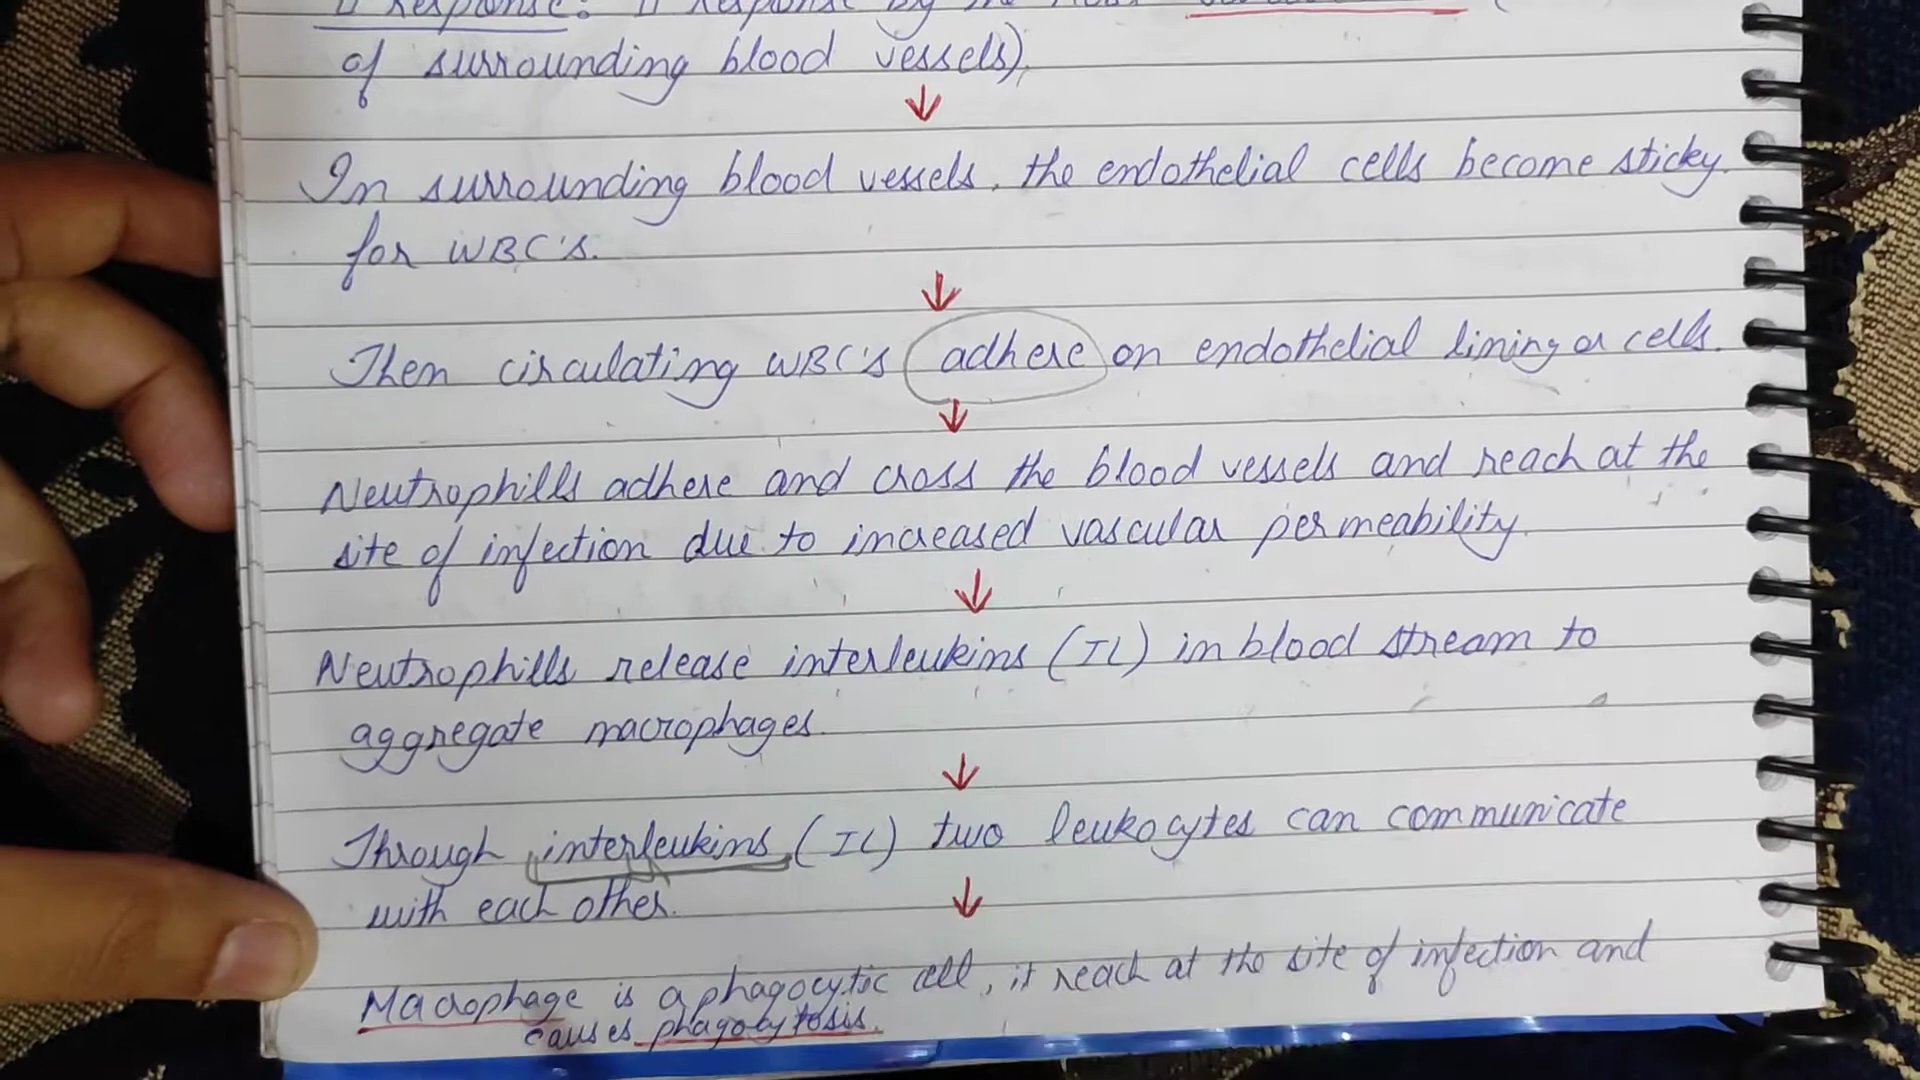 response: response by the
of surrounding blood vessels).
↓
In surrounding blood vessels, the endothelial cells become sticky
for WBC's.
↓
Then circulating WBC's adhere on endothelial lining or cells.
↓
Neutrophills adhere and cross the blood vessels and reach at the
site of infection due to increased vascular permeability.
↓
Neutrophills release interleukins (IL) in blood stream to
aggregate macrophages.
↓
Through interleukins (IL) two leukocytes can communicate
with each other.
↓
Macrophage is a phagocytic cell, it reach at the site of infection and
causes phagocytosis.